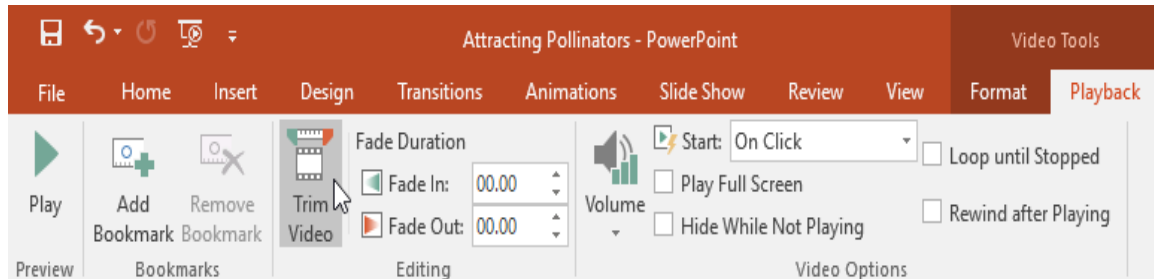 Attracting Pollinators - PowerPoint
Video Tools
File Home Insert Design Transitions Animations Slide Show Review View Format Playback
Play
Add Bookmark
Remove Bookmark
Trim Video
Fade Duration
Fade In: 00.00
Fade Out: 00.00
Volume
Start: On Click
Play Full Screen
Hide While Not Playing
Loop until Stopped
Rewind after Playing
Preview Bookmarks Editing Video Options